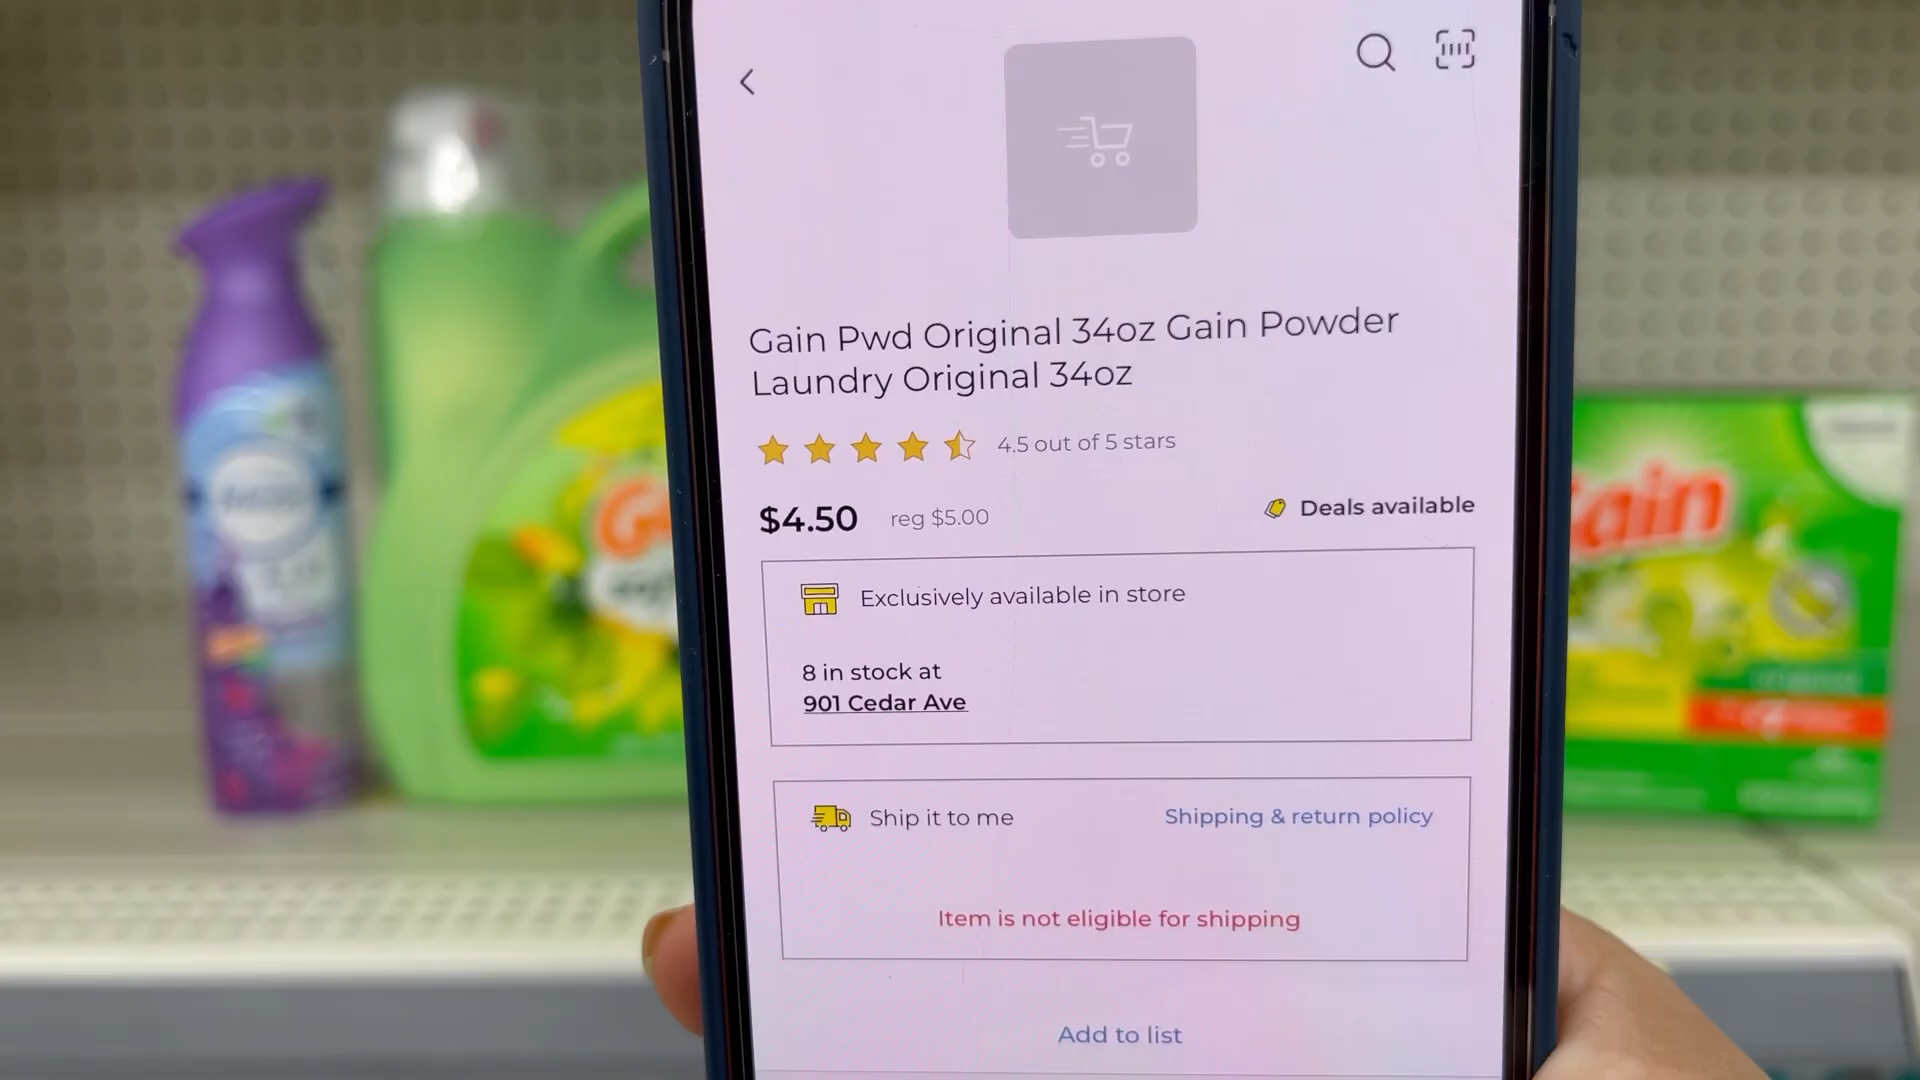 Gain Pwd Original 34oz Gain Powder
Laundry Original 34oz
4.5 out of 5 stars
$4.50 reg $5.00
Deals available
Exclusively available in store
8 in stock at
901 Cedar Ave
Ship it to me
Shipping & return policy
Item is not eligible for shipping
Add to list
Gain